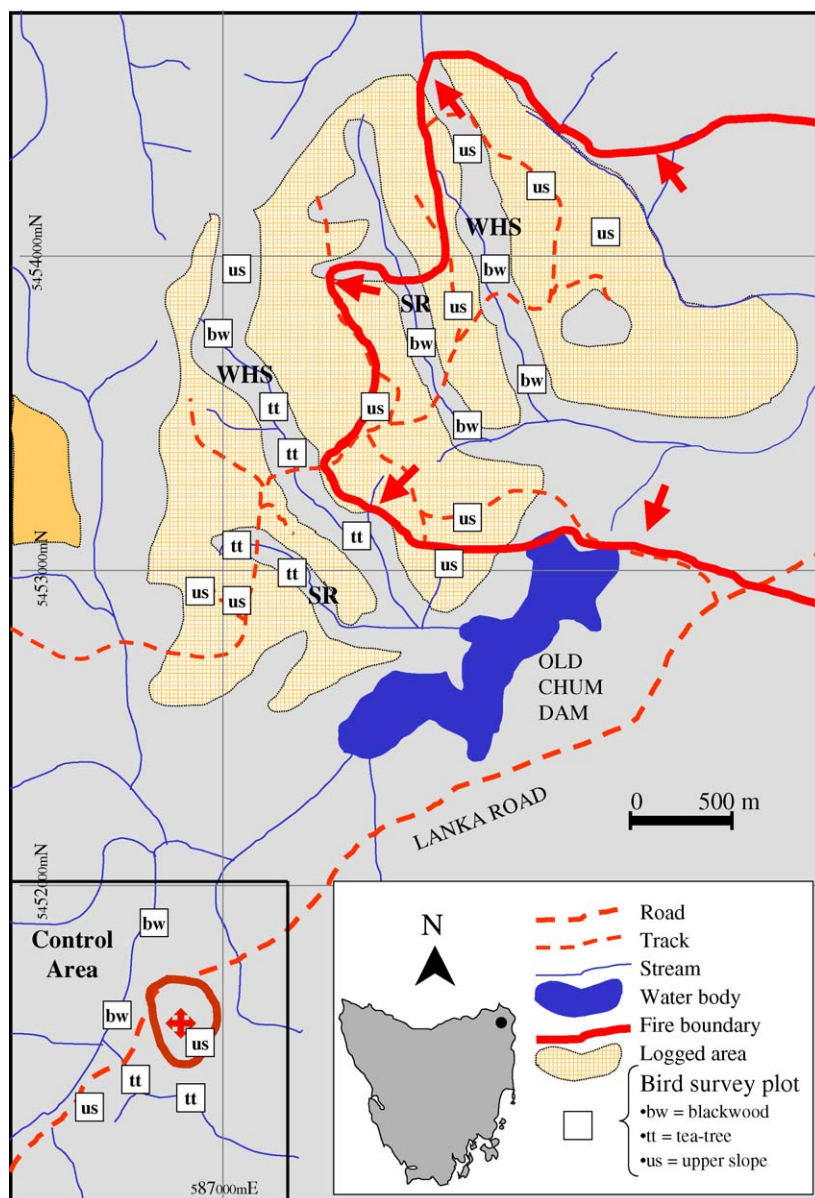 us
us
us
WHS
5454000mN
us
bw
us
SR
bw
bw
WHS
bw
tt
us
bw
tt
us
tt
tt
us
5453000mN
tt
us
us
SR
OLD
CHUM
DAM
0 500 m
LANKA ROAD
5452000mN
bw
Control
Area
bw
us
tt
tt
us
587000mE
N
Road
Track
Stream
Water body
Fire boundary
Logged area
Bird survey plot
•bw = blackwood
•tt = tea-tree
•us = upper slope